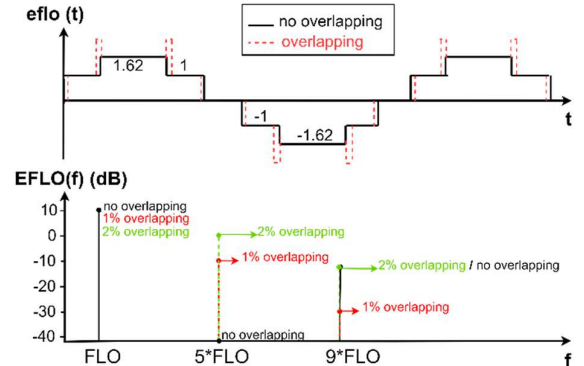 eflo (t)
no overlapping
overlapping
1.62
1
-1
-1.62
t
EFLO(f) (dB)
10
0
-10
-20
-30
-40
no overlapping
1% overlapping
2% overlapping
2% overlapping
1% overlapping
no overlapping
2% overlapping / no overlapping
1% overlapping
FLO
5*FLO
9*FLO
f